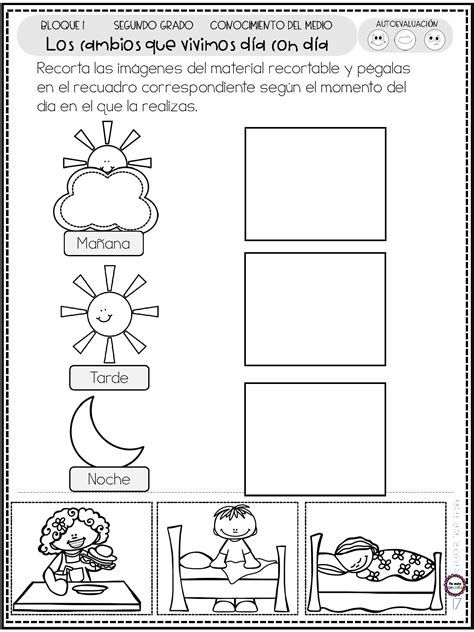 BLOQUE 1 SEGUNDO GRADO CONOCIMIENTO DEL MEDIO
AUTOEVALUACIÓN
Los cambios que vivimos día con día
Recorta las imágenes del material recortable y pégalas
en el recuadro correspondiente según el momento del
día en el que la realizas.
Mañana
Tarde
Noche
17